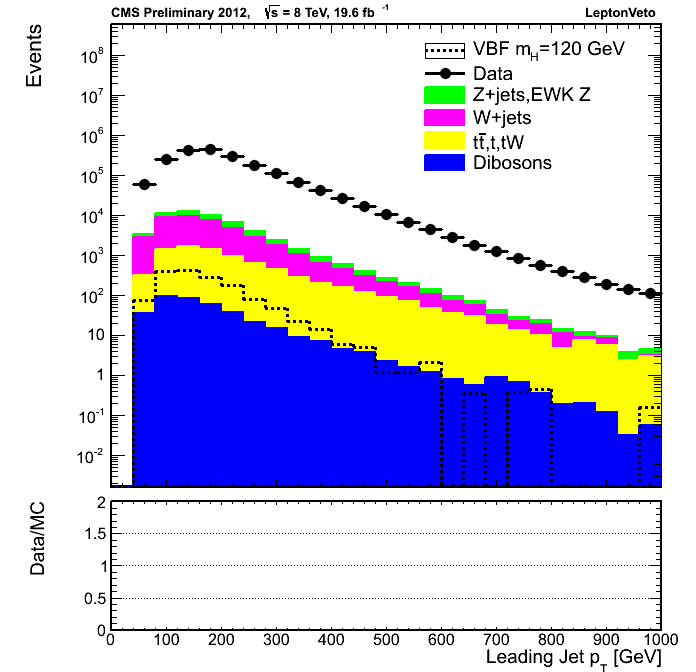 CMS Preliminary 2012, √s = 8 TeV, 19.6 fb⁻¹ LeptonVeto
Events
10⁸
10⁷
10⁶
10⁵
10⁴
10³
10²
10
1
10⁻¹
10⁻²
VBF m_H=120 GeV
Data
Z+jets,EWK Z
W+jets
tt̄,t,tW
Dibosons
Data/MC
2
1.5
1
0.5
0
0 100 200 300 400 500 600 700 800 900 1000
Leading Jet p_T [GeV]